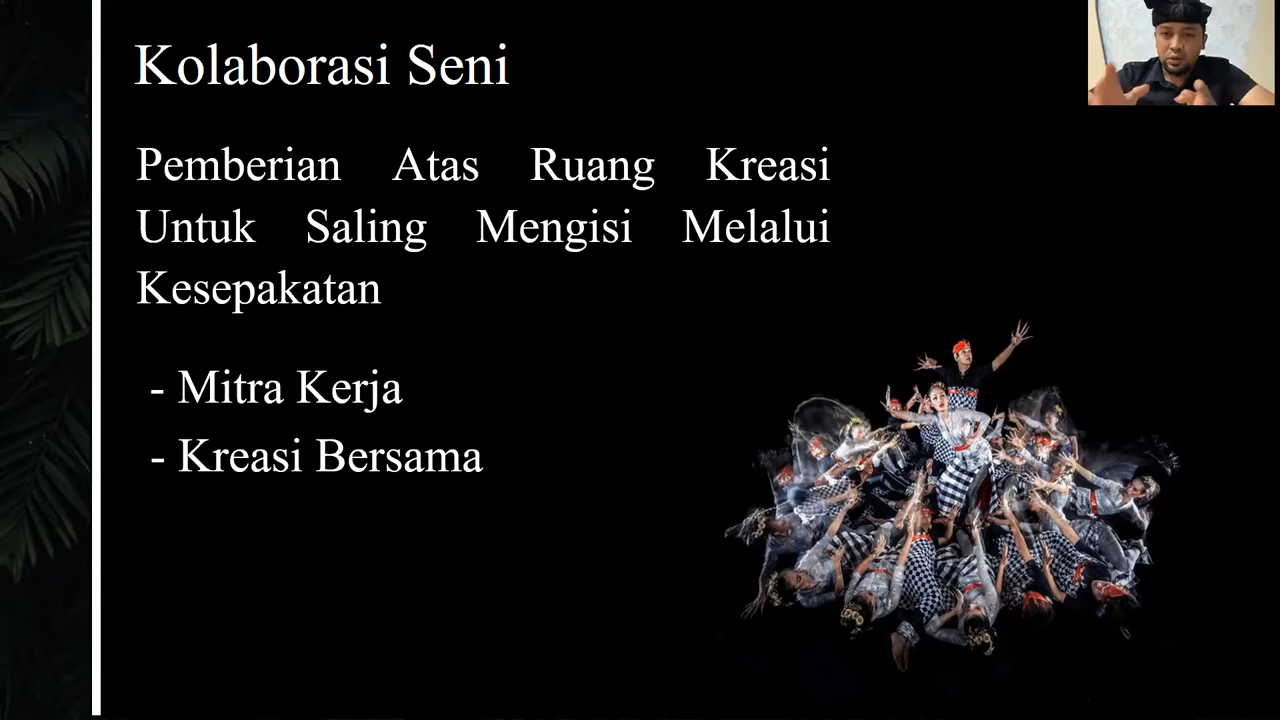 Kolaborasi Seni
Pemberian Atas Ruang Kreasi
Untuk Saling Mengisi Melalui
Kesepakatan
- Mitra Kerja
- Kreasi Bersama